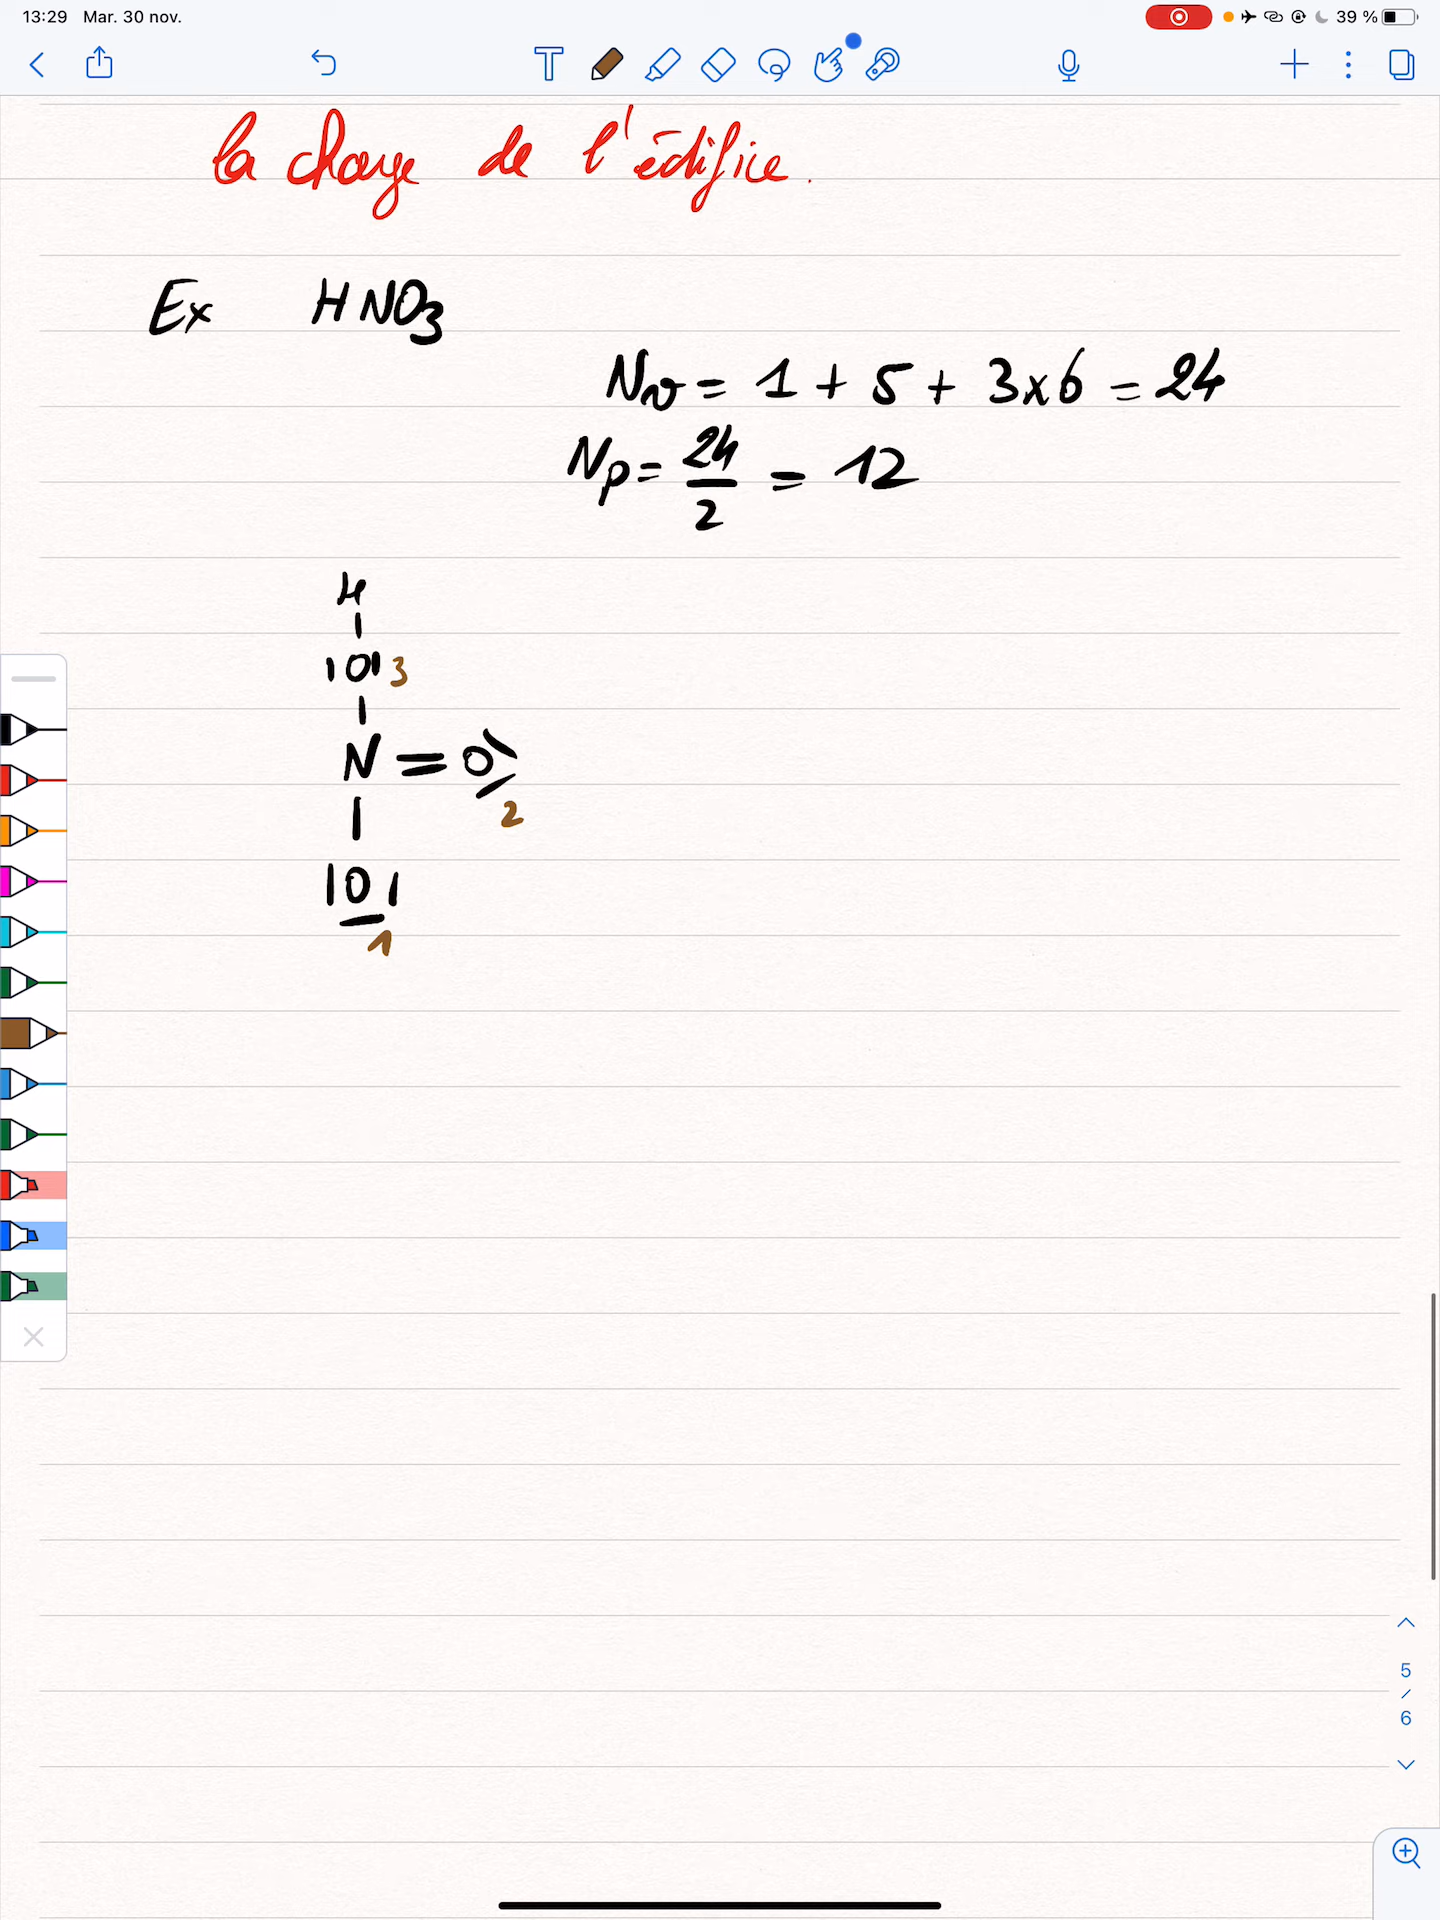 13:29 Mar. 30 nov. 39 %
la charge de l'édifice.
Ex HNO3
Nv = 1 + 5 + 3x6 = 24
Np = 24/2 = 12
H
|
|O| 3
|
N = O
2
|
|O|
1
5
/
6